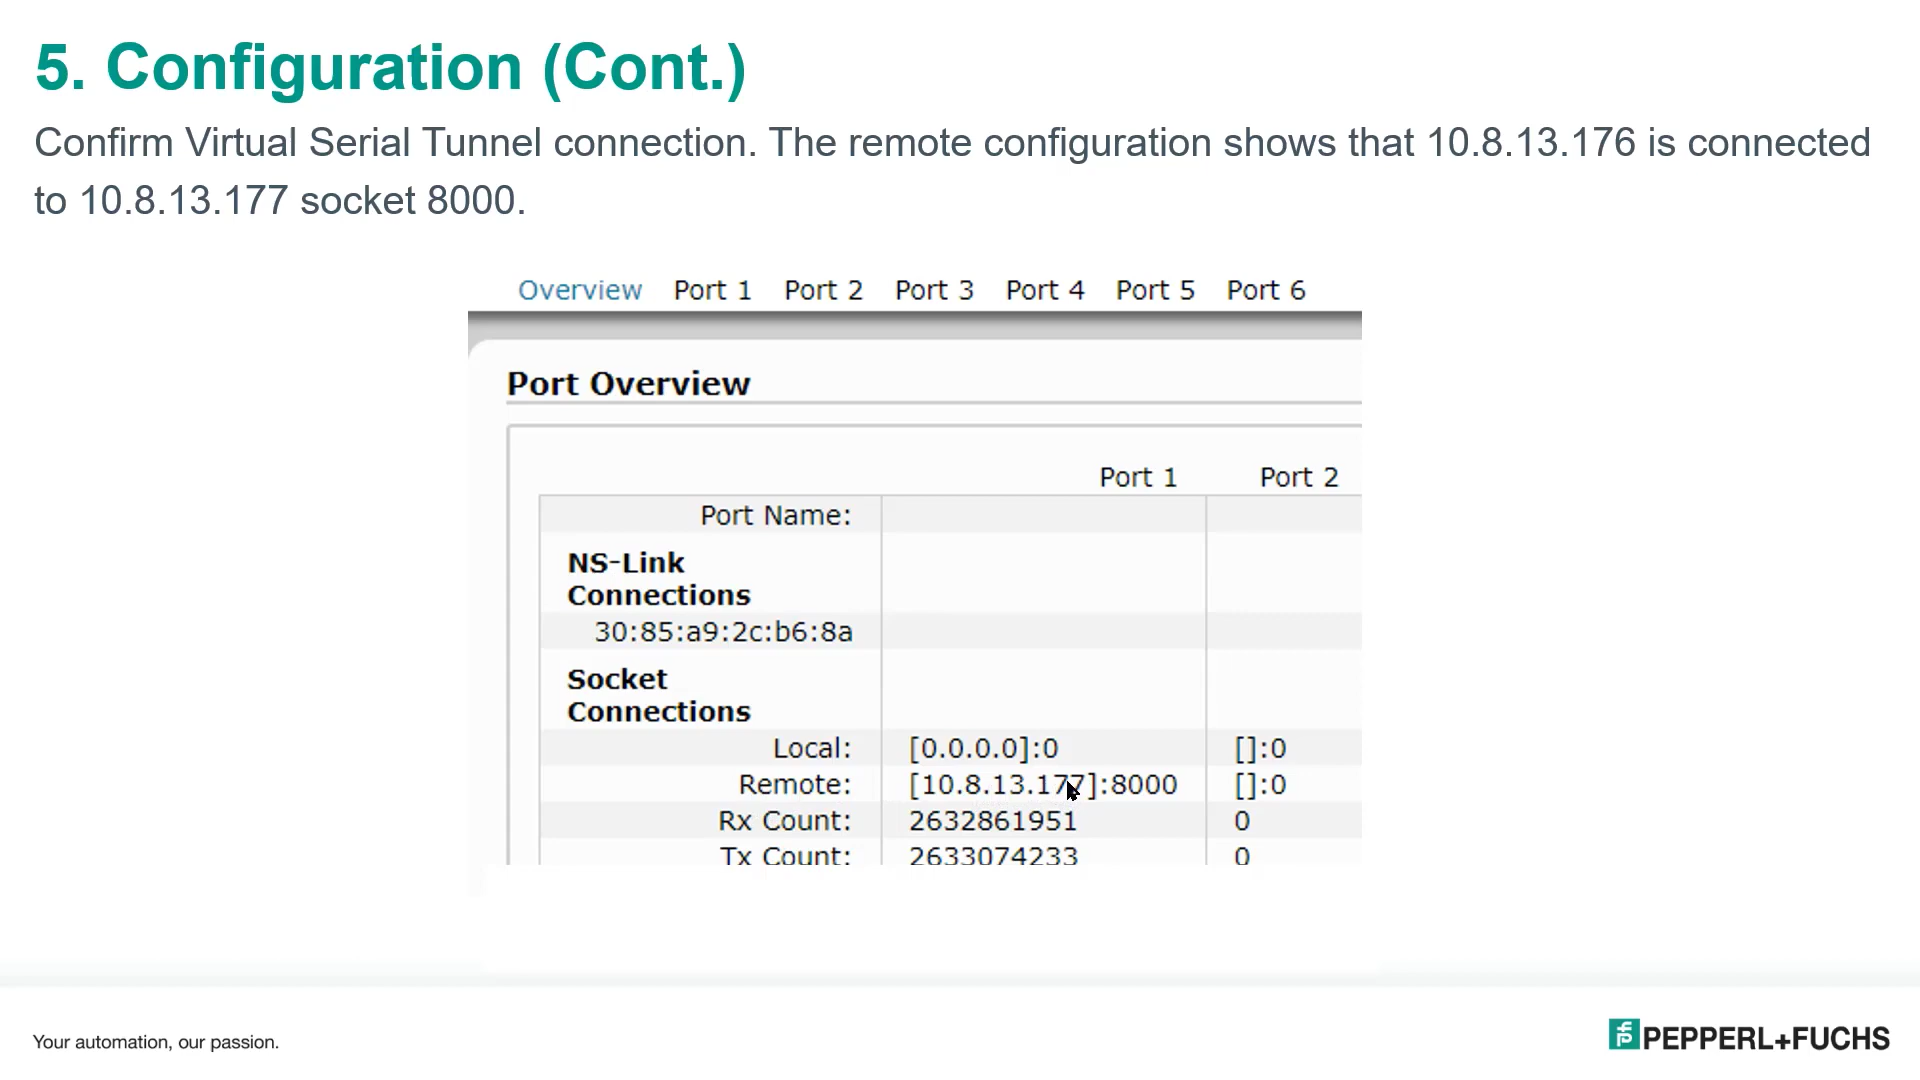 5. Configuration (Cont.)
Confirm Virtual Serial Tunnel connection. The remote configuration shows that 10.8.13.176 is connected
to 10.8.13.177 socket 8000.
Overview Port 1 Port 2 Port 3 Port 4 Port 5 Port 6
Port Overview
Port 1 Port 2
Port Name:
NS-Link
Connections
30:85:a9:2c:b6:8a
Socket
Connections
Local: [0.0.0.0]:0 []:0
Remote: [10.8.13.177]:8000 []:0
Rx Count: 2632861951 0
Tx Count: 2633074233 0
Your automation, our passion.
PEPPERL+FUCHS